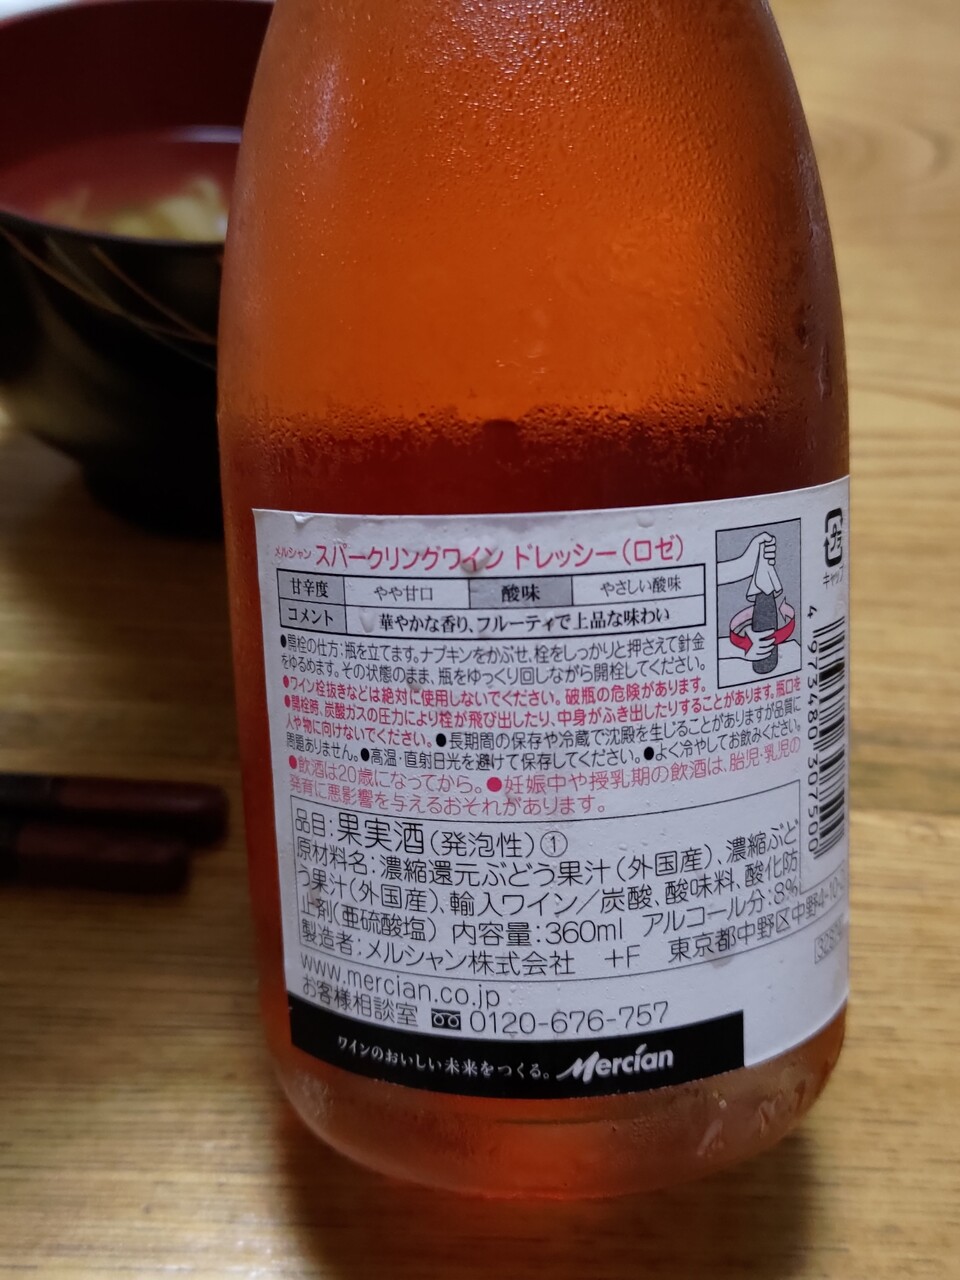 メルシャン スパークリングワイン ドレッシー(ロゼ)
甘辛度 やや甘口 酸味 やさしい酸味
コメント 華やかな香り、フルーティで上品な味わい
●開栓の仕方:瓶を立てます。ナプキンをかぶせ、栓をしっかりと押さえて針金
をゆるめます。その状態のまま、瓶をゆっくり回しながら開栓してください。
●ワイン栓抜きなどは絶対に使用しないでください。破瓶の危険があります。
●開栓時、炭酸ガスの圧力により栓が飛び出したり、中身がふき出したりすることがあります。瓶口を
人や物に向けないでください。●長期間の保存や冷蔵で沈殿を生じることがありますが品質に
問題ありません。●高温・直射日光を避けて保存してください。●よく冷やしてお飲みください。
●飲酒は20歳になってから。●妊娠中や授乳期の飲酒は、胎児・乳児の
発育に悪影響を与えるおそれがあります。
品目:果実酒(発泡性)①
原材料名:濃縮還元ぶどう果汁(外国産)、濃縮ぶど
う果汁(外国産)、輸入ワイン/炭酸、酸味料、酸化防
止剤(亜硫酸塩) 内容量:360ml アルコール分:8%
製造者:メルシャン株式会社 +F 東京都中野区中野4-10-
www.mercian.co.jp
お客様相談室 0120-676-757
ワインのおいしい未来をつくる。 Mercian
プラ
キャップ
4 973480 307500